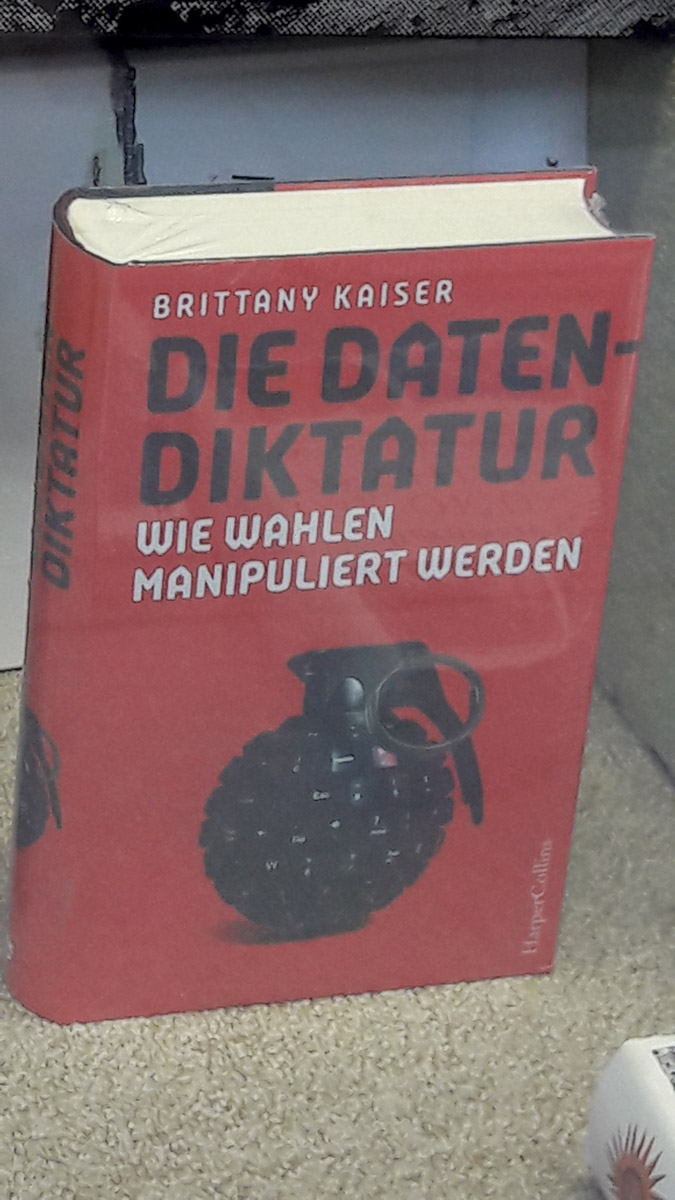 BRITTANY KAISER
DIE DATEN-
DIKTATUR
WIE WAHLEN
MANIPULIERT WERDEN
HarperCollins
DIKTATUR